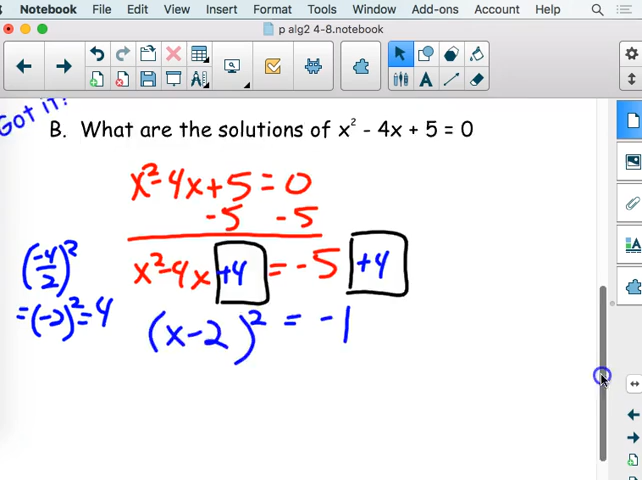 Notebook File Edit View Insert Format Tools Window Add-ons Account Help
p alg2 4-8.notebook
Got it?
B. What are the solutions of x² - 4x + 5 = 0
x²-4x+5=0
-5 -5
(-4/2)² x²-4x +4 = -5 +4
=(-2)²=4 (x-2)² = -1